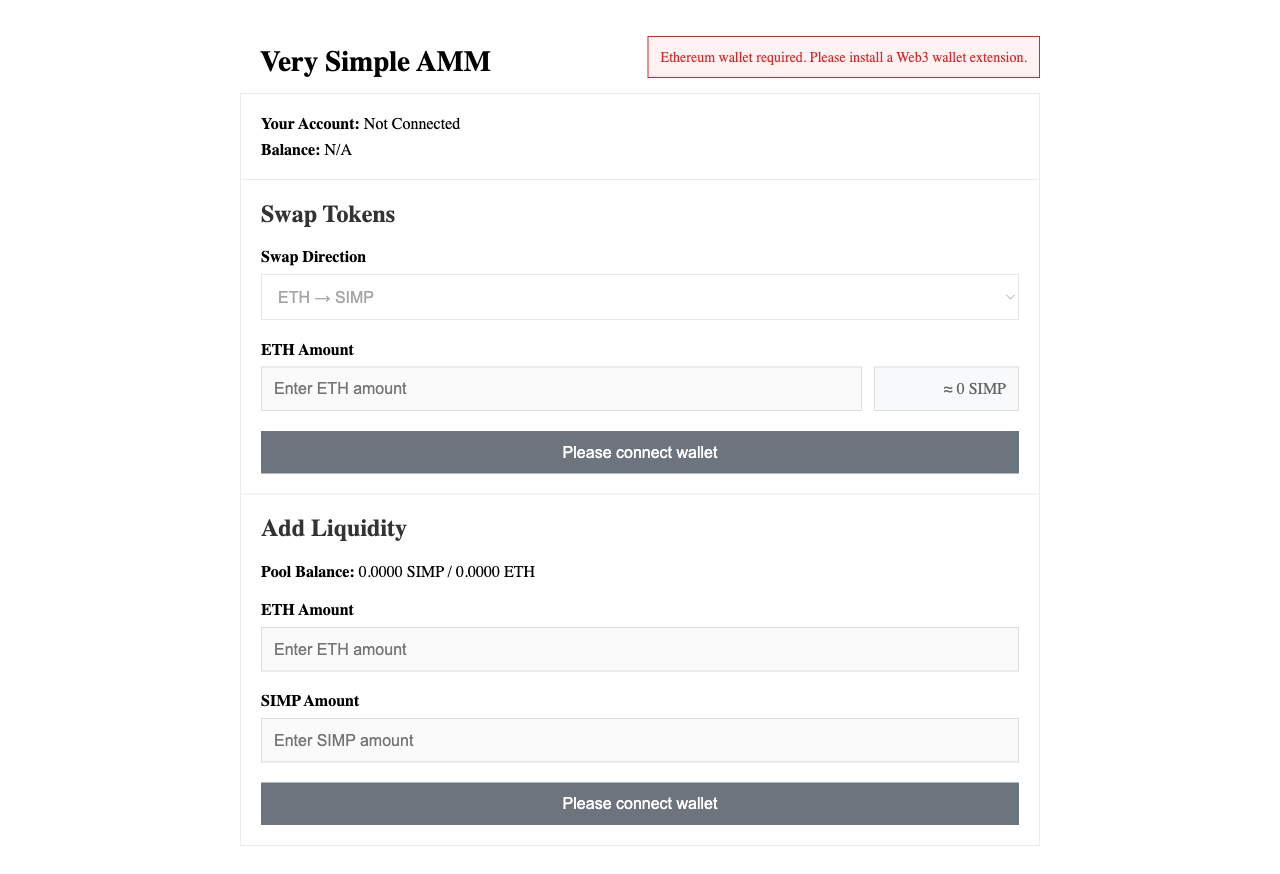 Very Simple AMM
Ethereum wallet required. Please install a Web3 wallet extension.
Your Account: Not Connected
Balance: N/A
Swap Tokens
Swap Direction
ETH → SIMP
ETH Amount
Enter ETH amount
≈ 0 SIMP
Please connect wallet
Add Liquidity
Pool Balance: 0.0000 SIMP / 0.0000 ETH
ETH Amount
Enter ETH amount
SIMP Amount
Enter SIMP amount
Please connect wallet